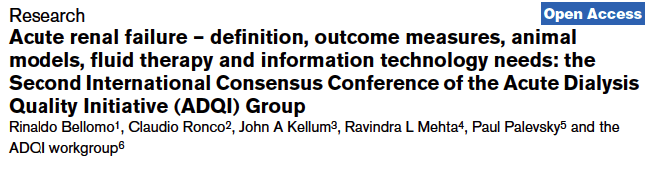 Research
Open Access
Acute renal failure – definition, outcome measures, animal
models, fluid therapy and information technology needs: the
Second International Consensus Conference of the Acute Dialysis
Quality Initiative (ADQI) Group
Rinaldo Bellomo1, Claudio Ronco2, John A Kellum3, Ravindra L Mehta4, Paul Palevsky5 and the
ADQI workgroup6